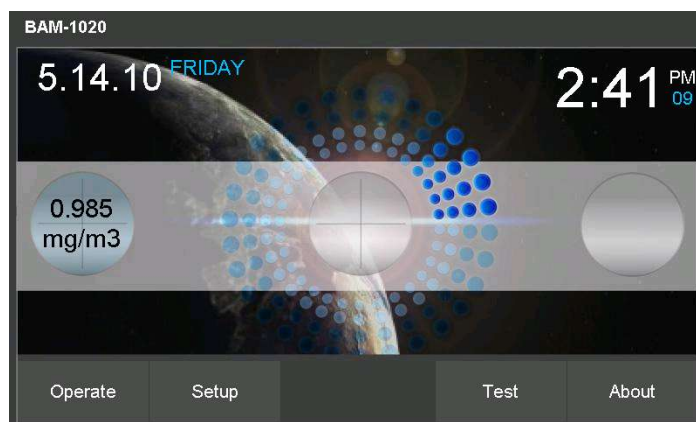 BAM-1020
5.14.10 FRIDAY
2:41 PM
09
0.985
mg/m3
Operate Setup Test About